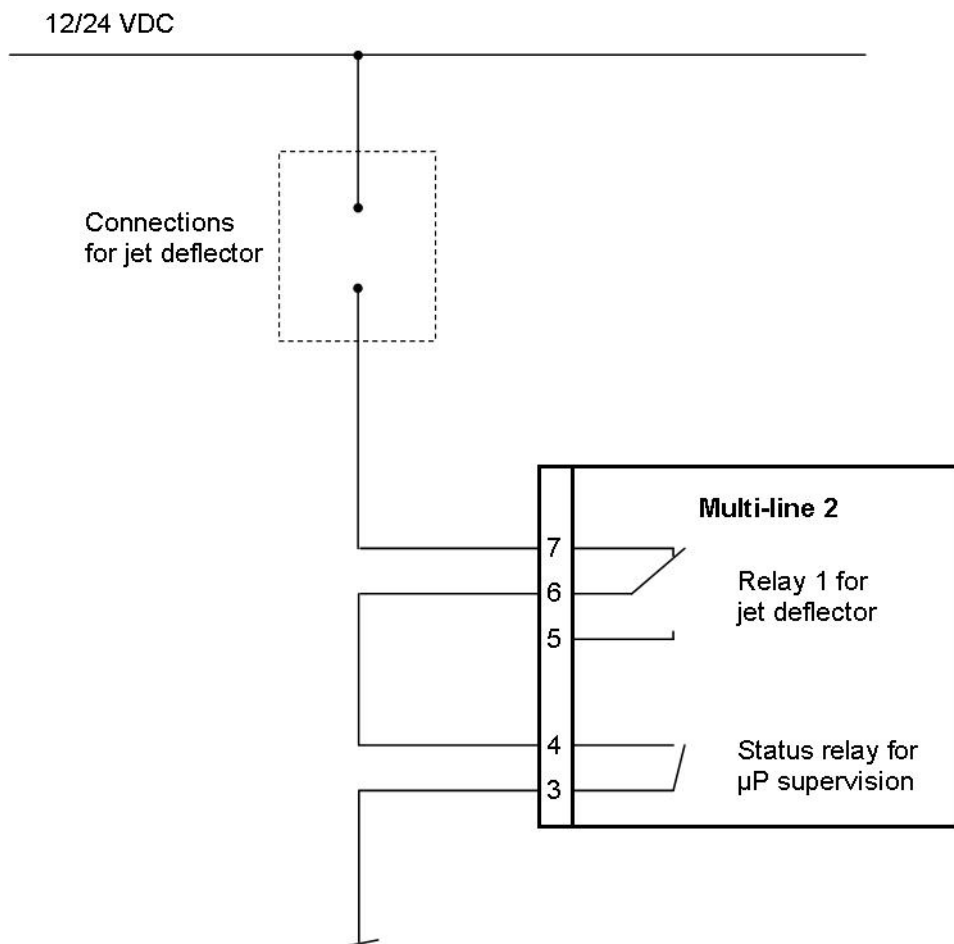 12/24 VDC
Connections
for jet deflector
Multi-line 2
7
6
5
Relay 1 for
jet deflector
4
3
Status relay for
µP supervision